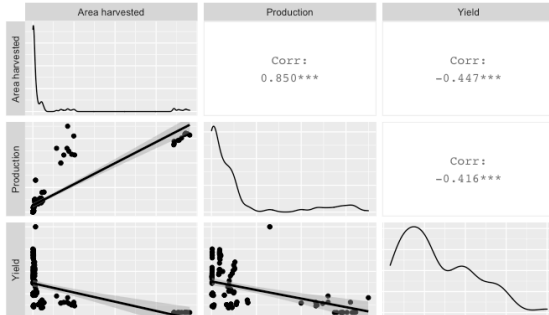 Area harvested
Production
Yield
Area harvested
Corr:
0.850***
Corr:
-0.447***
Production
Corr:
-0.416***
Yield